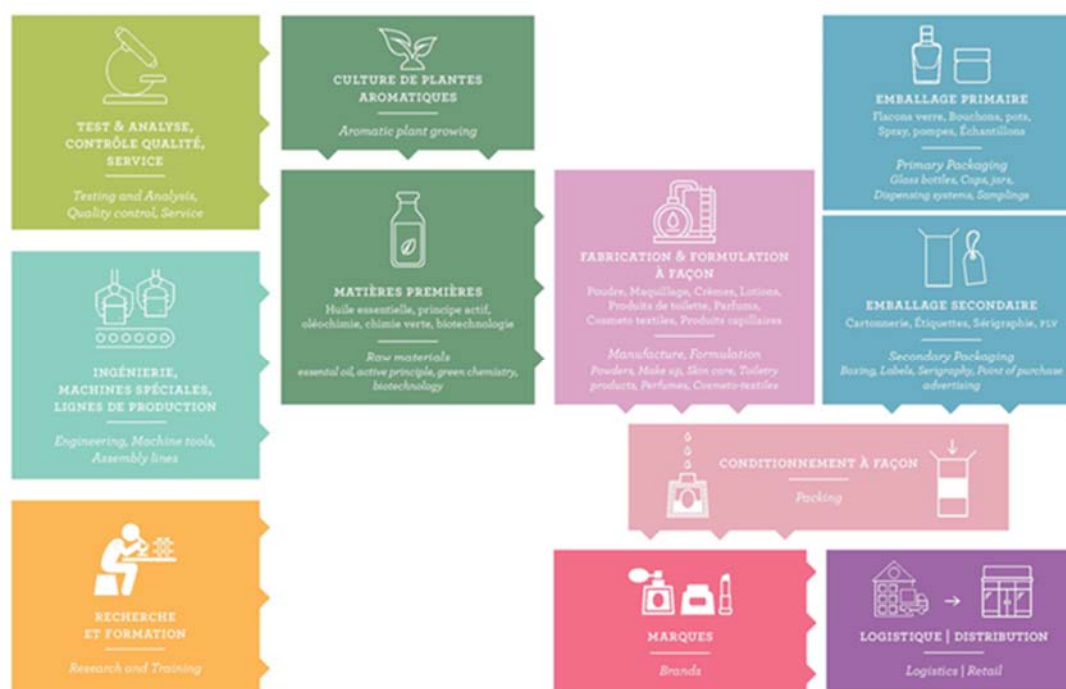 TEST & ANALYSE,
CONTRÔLE QUALITÉ,
SERVICE
Testing and Analysis,
Quality control, Service
INGÉNIERIE,
MACHINES SPÉCIALES,
LIGNES DE PRODUCTION
Engineering, Machine tools,
Assembly lines
RECHERCHE
ET FORMATION
Research and Training
CULTURE DE PLANTES
AROMATIQUES
Aromatic plant growing
MATIÈRES PREMIÈRES
Huile essentielle, principe actif,
oléochimie, chimie verte, biotechnologie
Raw materials
essental oil, active principle, green chemistry,
biotechnology
FABRICATION & FORMULATION
À FAÇON
Poudre, Maquillage, Crèmes, Lotions,
Produits de toilette, Parfums,
Cosmeto textiles, Produits capillaires
Manufacture, Formulation
Powders, Make up, Skin care, Toiletry
products, Perfumes, Cosmeto-textiles
EMBALLAGE PRIMAIRE
Flacons verre, Bouchons, pots,
Spray, pompes, Échantillons
Primary Packaging
Glass bottles, Caps, jars,
Dispensing systems, Samplings
EMBALLAGE SECONDAIRE
Cartonnerie, Étiquettes, Sérigraphie, PLV
Secondary Packaging
Boxing, Labels, Serigraphy, Point of purchase
advertising
CONDITIONNEMENT À FAÇON
Packing
MARQUES
Brands
LOGISTIQUE | DISTRIBUTION
Logistics | Retail